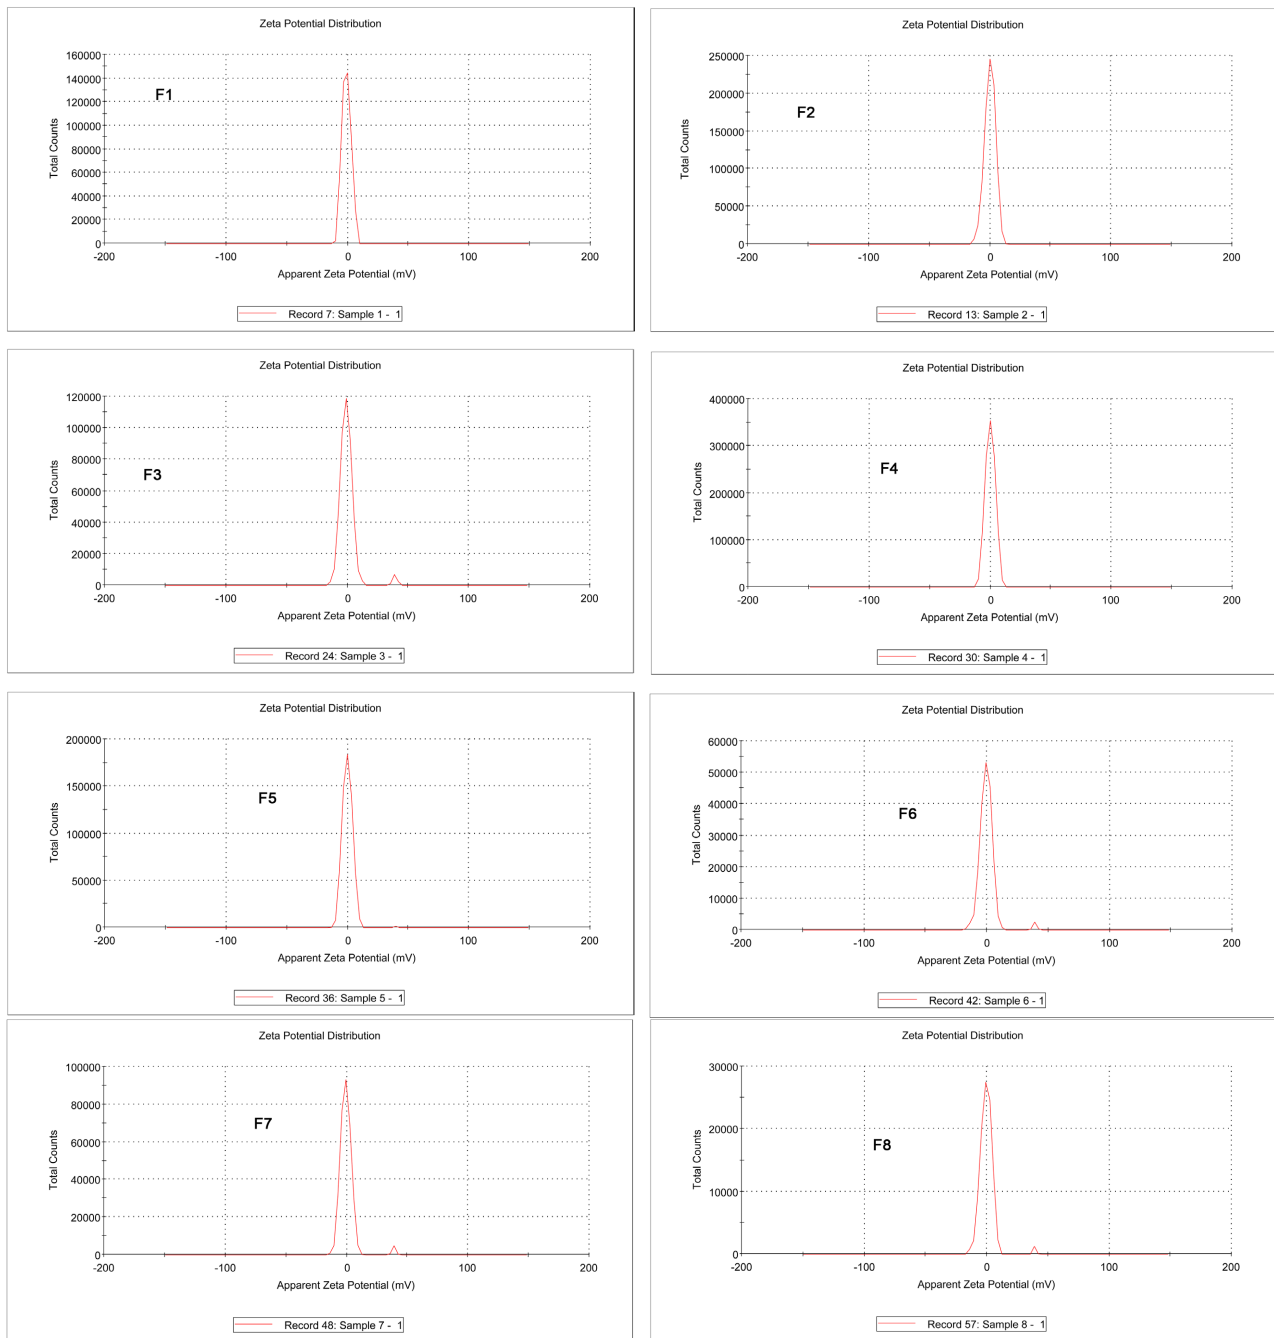 Zeta Potential Distribution
160000
140000
120000
100000
80000
60000
40000
20000
0
-200
-100
0
100
200
Total Counts
Apparent Zeta Potential (mV)
F1
Record 7: Sample 1 - 1
Zeta Potential Distribution
250000
200000
150000
100000
50000
0
-200
-100
0
100
200
Total Counts
Apparent Zeta Potential (mV)
F2
Record 13: Sample 2 - 1
Zeta Potential Distribution
120000
100000
80000
60000
40000
20000
0
-200
-100
0
100
200
Total Counts
Apparent Zeta Potential (mV)
F3
Record 24: Sample 3 - 1
Zeta Potential Distribution
400000
300000
200000
100000
0
-200
-100
0
100
200
Total Counts
Apparent Zeta Potential (mV)
F4
Record 30: Sample 4 - 1
Zeta Potential Distribution
200000
150000
100000
50000
0
-200
-100
0
100
200
Total Counts
Apparent Zeta Potential (mV)
F5
Record 36: Sample 5 - 1
Zeta Potential Distribution
60000
50000
40000
30000
20000
10000
0
-200
-100
0
100
200
Total Counts
Apparent Zeta Potential (mV)
F6
Record 42: Sample 6 - 1
Zeta Potential Distribution
100000
80000
60000
40000
20000
0
-200
-100
0
100
200
Total Counts
Apparent Zeta Potential (mV)
F7
Record 48: Sample 7 - 1
Zeta Potential Distribution
30000
20000
10000
0
-200
-100
0
100
200
Total Counts
Apparent Zeta Potential (mV)
F8
Record 57: Sample 8 - 1